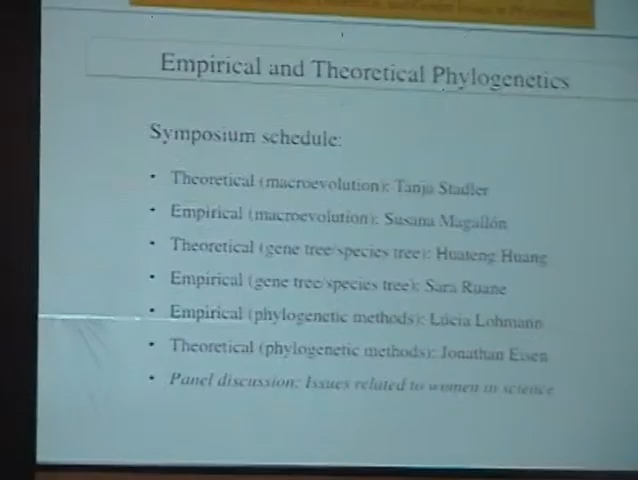 Empirical and Theoretical Phylogenetics
Symposium schedule:
• Theoretical (macroevolution): Tanja Stadler
• Empirical (macroevolution): Susana Magallón
• Theoretical (gene tree/species tree): Huateng Huang
• Empirical (gene tree/species tree): Sara Ruane
• Empirical (phylogenetic methods): Lúcia Lohmann
• Theoretical (phylogenetic methods): Jonathan Eisen
• Panel discussion: Issues related to women in science